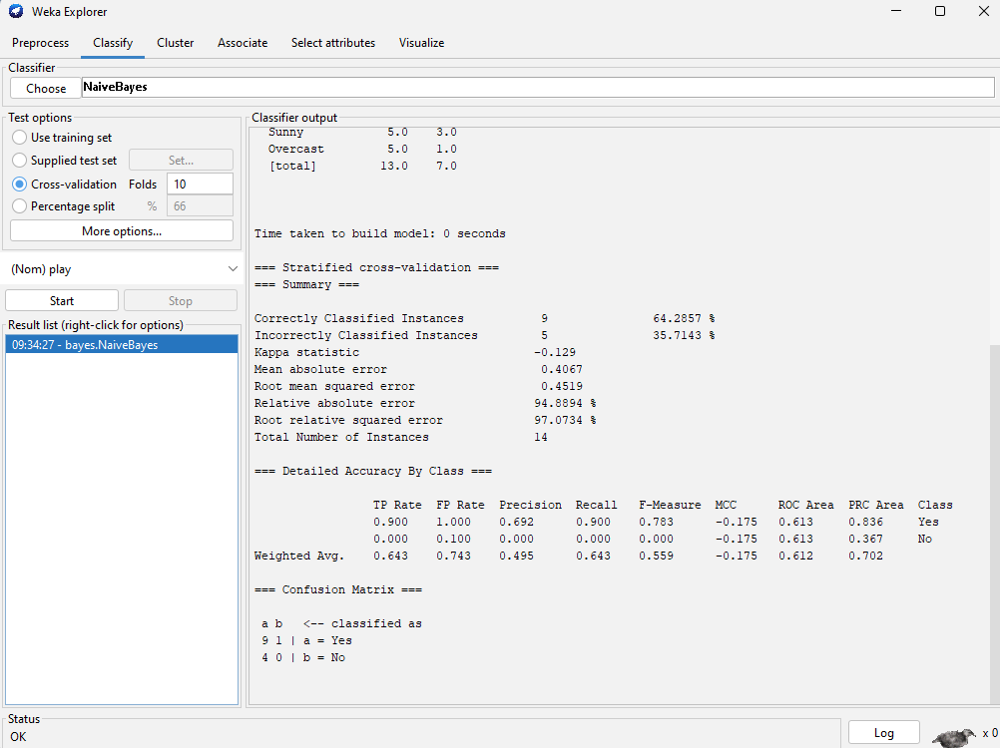 Weka Explorer
Preprocess Classify Cluster Associate Select attributes Visualize
Classifier
Choose NaiveBayes
Test options
Use training set
Supplied test set Set...
Cross-validation Folds 10
Percentage split % 66
More options...
(Nom) play
Start Stop
Result list (right-click for options)
09:34:27 - bayes.NaiveBayes
Classifier output
Sunny 5.0 3.0
Overcast 5.0 1.0
[total] 13.0 7.0
Time taken to build model: 0 seconds
=== Stratified cross-validation ===
=== Summary ===
Correctly Classified Instances 9 64.2857 %
Incorrectly Classified Instances 5 35.7143 %
Kappa statistic -0.129
Mean absolute error 0.4067
Root mean squared error 0.4519
Relative absolute error 94.8894 %
Root relative squared error 97.0734 %
Total Number of Instances 14
=== Detailed Accuracy By Class ===
TP Rate FP Rate Precision Recall F-Measure MCC ROC Area PRC Area Class
0.900 1.000 0.692 0.900 0.783 -0.175 0.613 0.836 Yes
0.000 0.100 0.000 0.000 0.000 -0.175 0.613 0.367 No
Weighted Avg. 0.643 0.743 0.495 0.643 0.559 -0.175 0.612 0.702
=== Confusion Matrix ===
a b <-- classified as
9 1 | a = Yes
4 0 | b = No
Status
OK
Log x 0